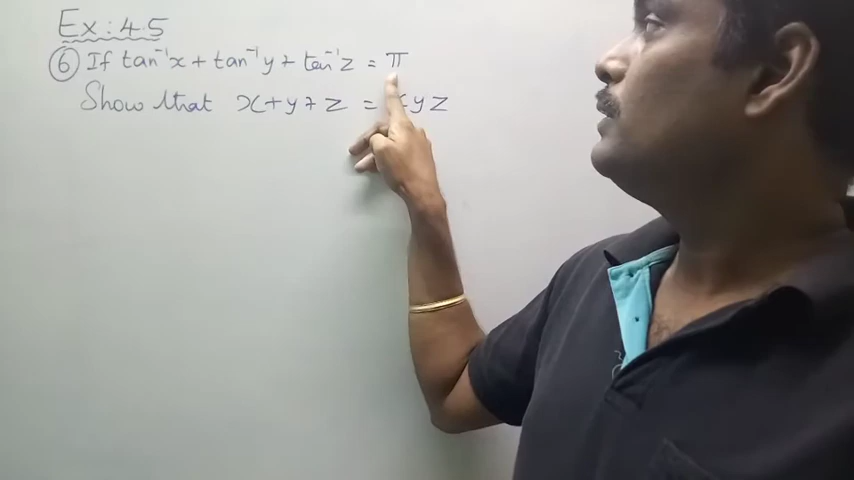 Ex: 4.5
⑥ If tan⁻¹x + tan⁻¹y + tan⁻¹z = π
Show that x + y + z = xyz